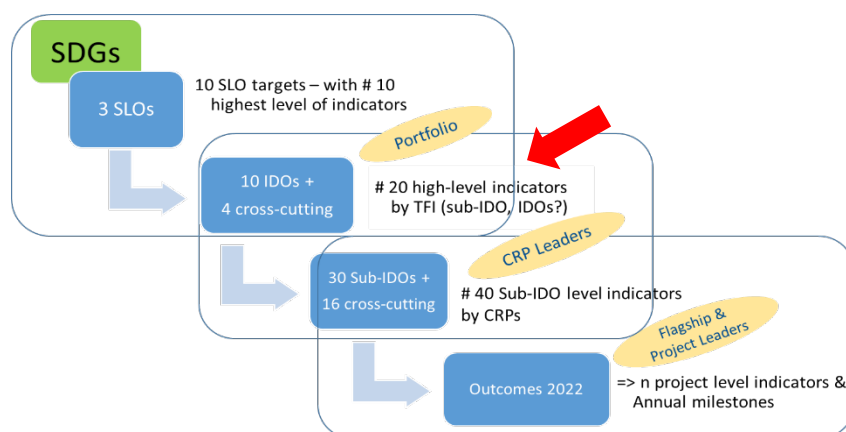 SDGs
3 SLOs
10 SLO targets – with # 10
highest level of indicators
Portfolio
10 IDOs +
4 cross-cutting
# 20 high-level indicators
by TFI (sub-IDO, IDOs?)
CRP Leaders
30 Sub-IDOs +
16 cross-cutting
# 40 Sub-IDO level indicators
by CRPs
Flagship &
Project Leaders
Outcomes 2022
=> n project level indicators &
Annual milestones